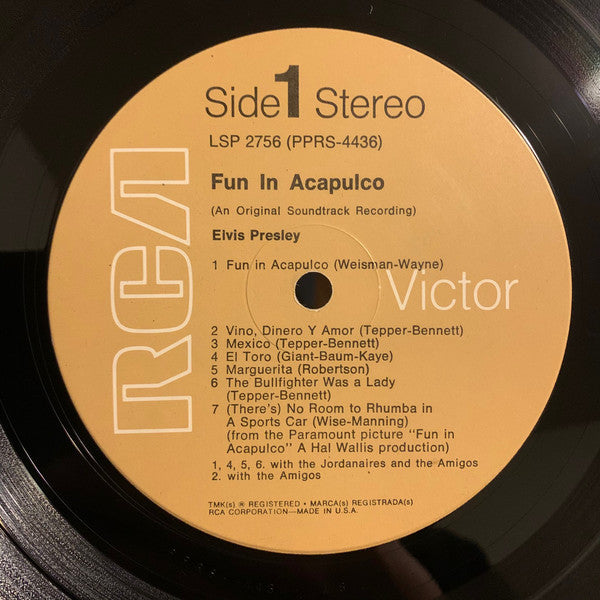 Side 1 Stereo
LSP 2756 (PPRS-4436)
Fun In Acapulco
(An Original Soundtrack Recording)
Elvis Presley
1 Fun in Acapulco (Weisman-Wayne)
RCA Victor
2 Vino, Dinero Y Amor (Tepper-Bennett)
3 Mexico (Tepper-Bennett)
4 El Toro (Giant-Baum-Kaye)
5 Marguerita (Robertson)
6 The Bullfighter Was a Lady
(Tepper-Bennett)
7 (There's) No Room to Rhumba in
A Sports Car (Wise-Manning)
(from the Paramount picture "Fun in
Acapulco" A Hal Wallis production)
1, 4, 5, 6. with the Jordanaires and the Amigos
2. with the Amigos
TMK(s) ® REGISTERED • MARCA(s) REGISTRADA(s)
RCA CORPORATION—MADE IN U.S.A.